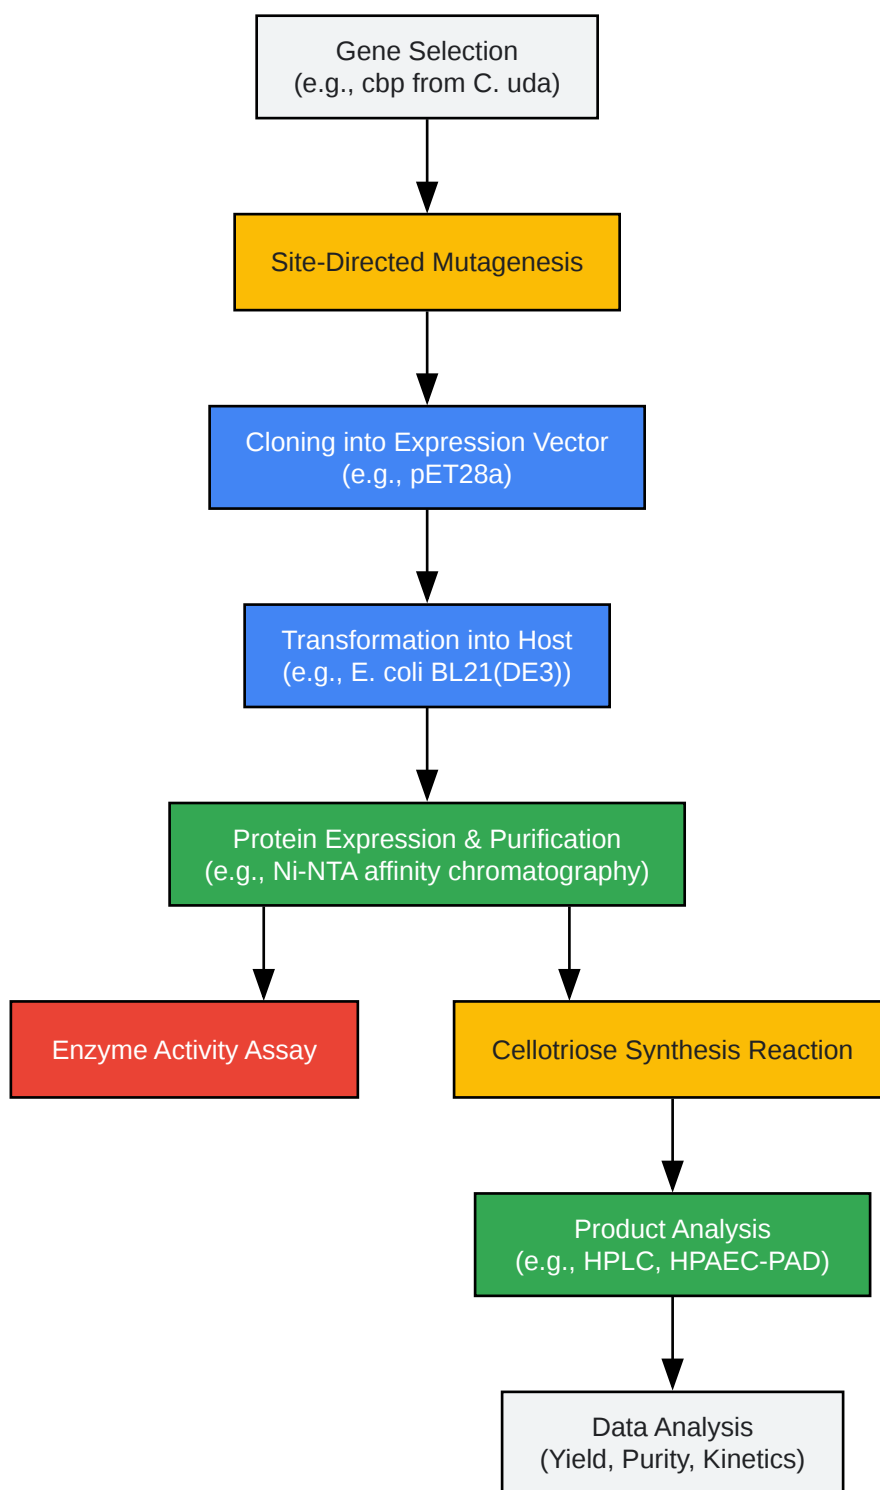 Gene Selection
(e.g., cbp from C. uda)
Site-Directed Mutagenesis
Cloning into Expression Vector
(e.g., pET28a)
Transformation into Host
(e.g., E. coli BL21(DE3))
Protein Expression & Purification
(e.g., Ni-NTA affinity chromatography)
Enzyme Activity Assay
Cellotriose Synthesis Reaction
Product Analysis
(e.g., HPLC, HPAEC-PAD)
Data Analysis
(Yield, Purity, Kinetics)